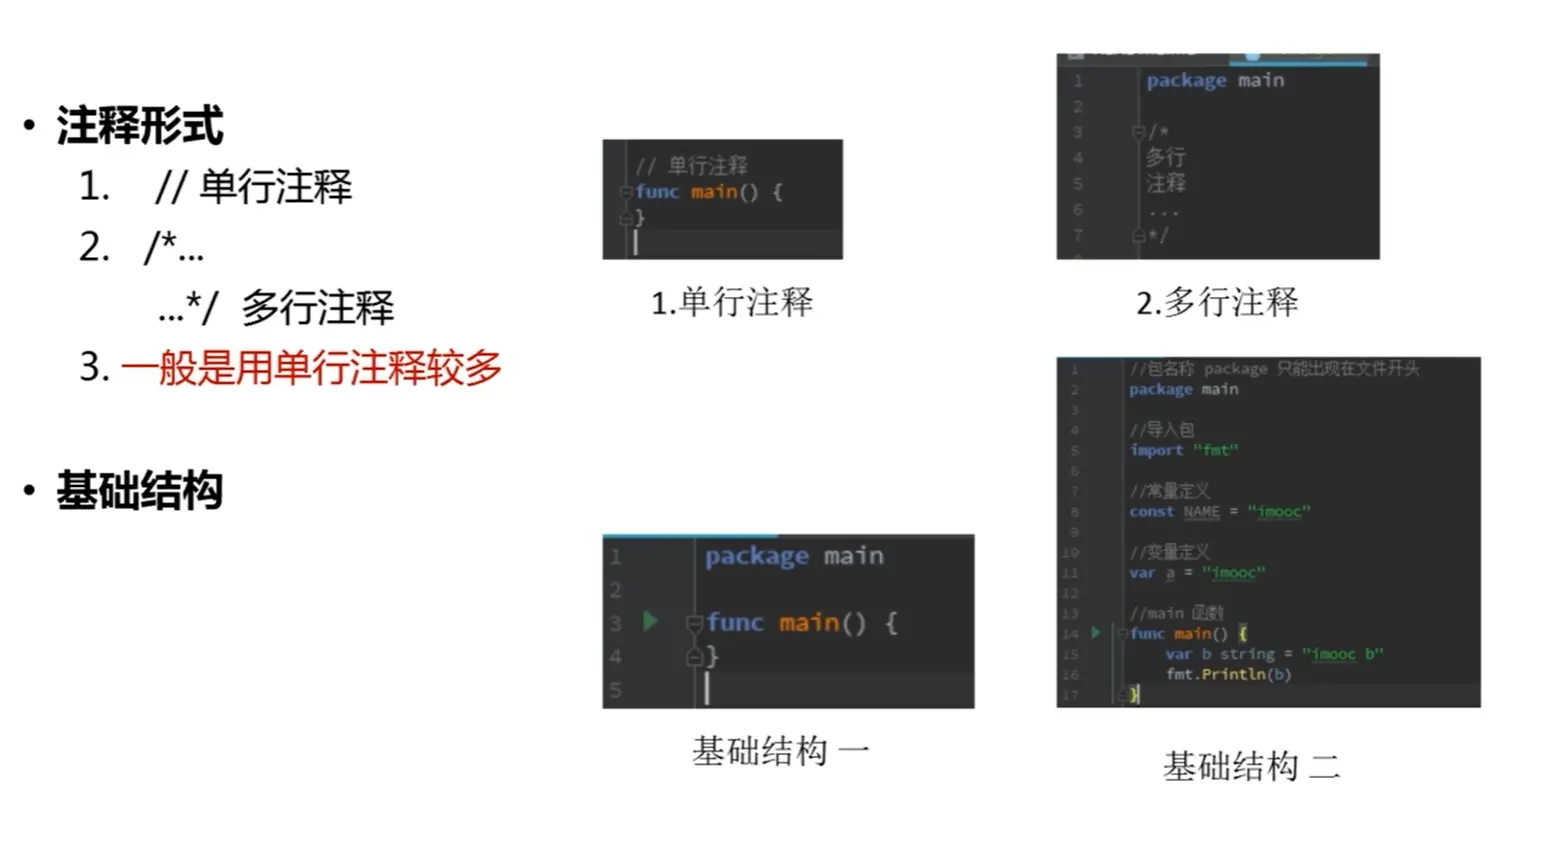 • 注释形式
1. // 单行注释
2. /*...
...*/ 多行注释
3. 一般是用单行注释较多
• 基础结构
// 单行注释
func main() {
}
1.单行注释
1 package main
2
3 /*
4 多行
5 注释
6 ...
7 */
2.多行注释
1 package main
2
3 func main() {
4 }
5
基础结构 一
1 //包名称 package 只能出现在文件开头
2 package main
3
4 //导入包
5 import "fmt"
6
7 //常量定义
8 const NAME = "imooc"
9
10 //变量定义
11 var a = "imooc"
12
13 //main 函数
14 func main() {
15 var b string = "imooc b"
16 fmt.Println(b)
17 }
基础结构 二